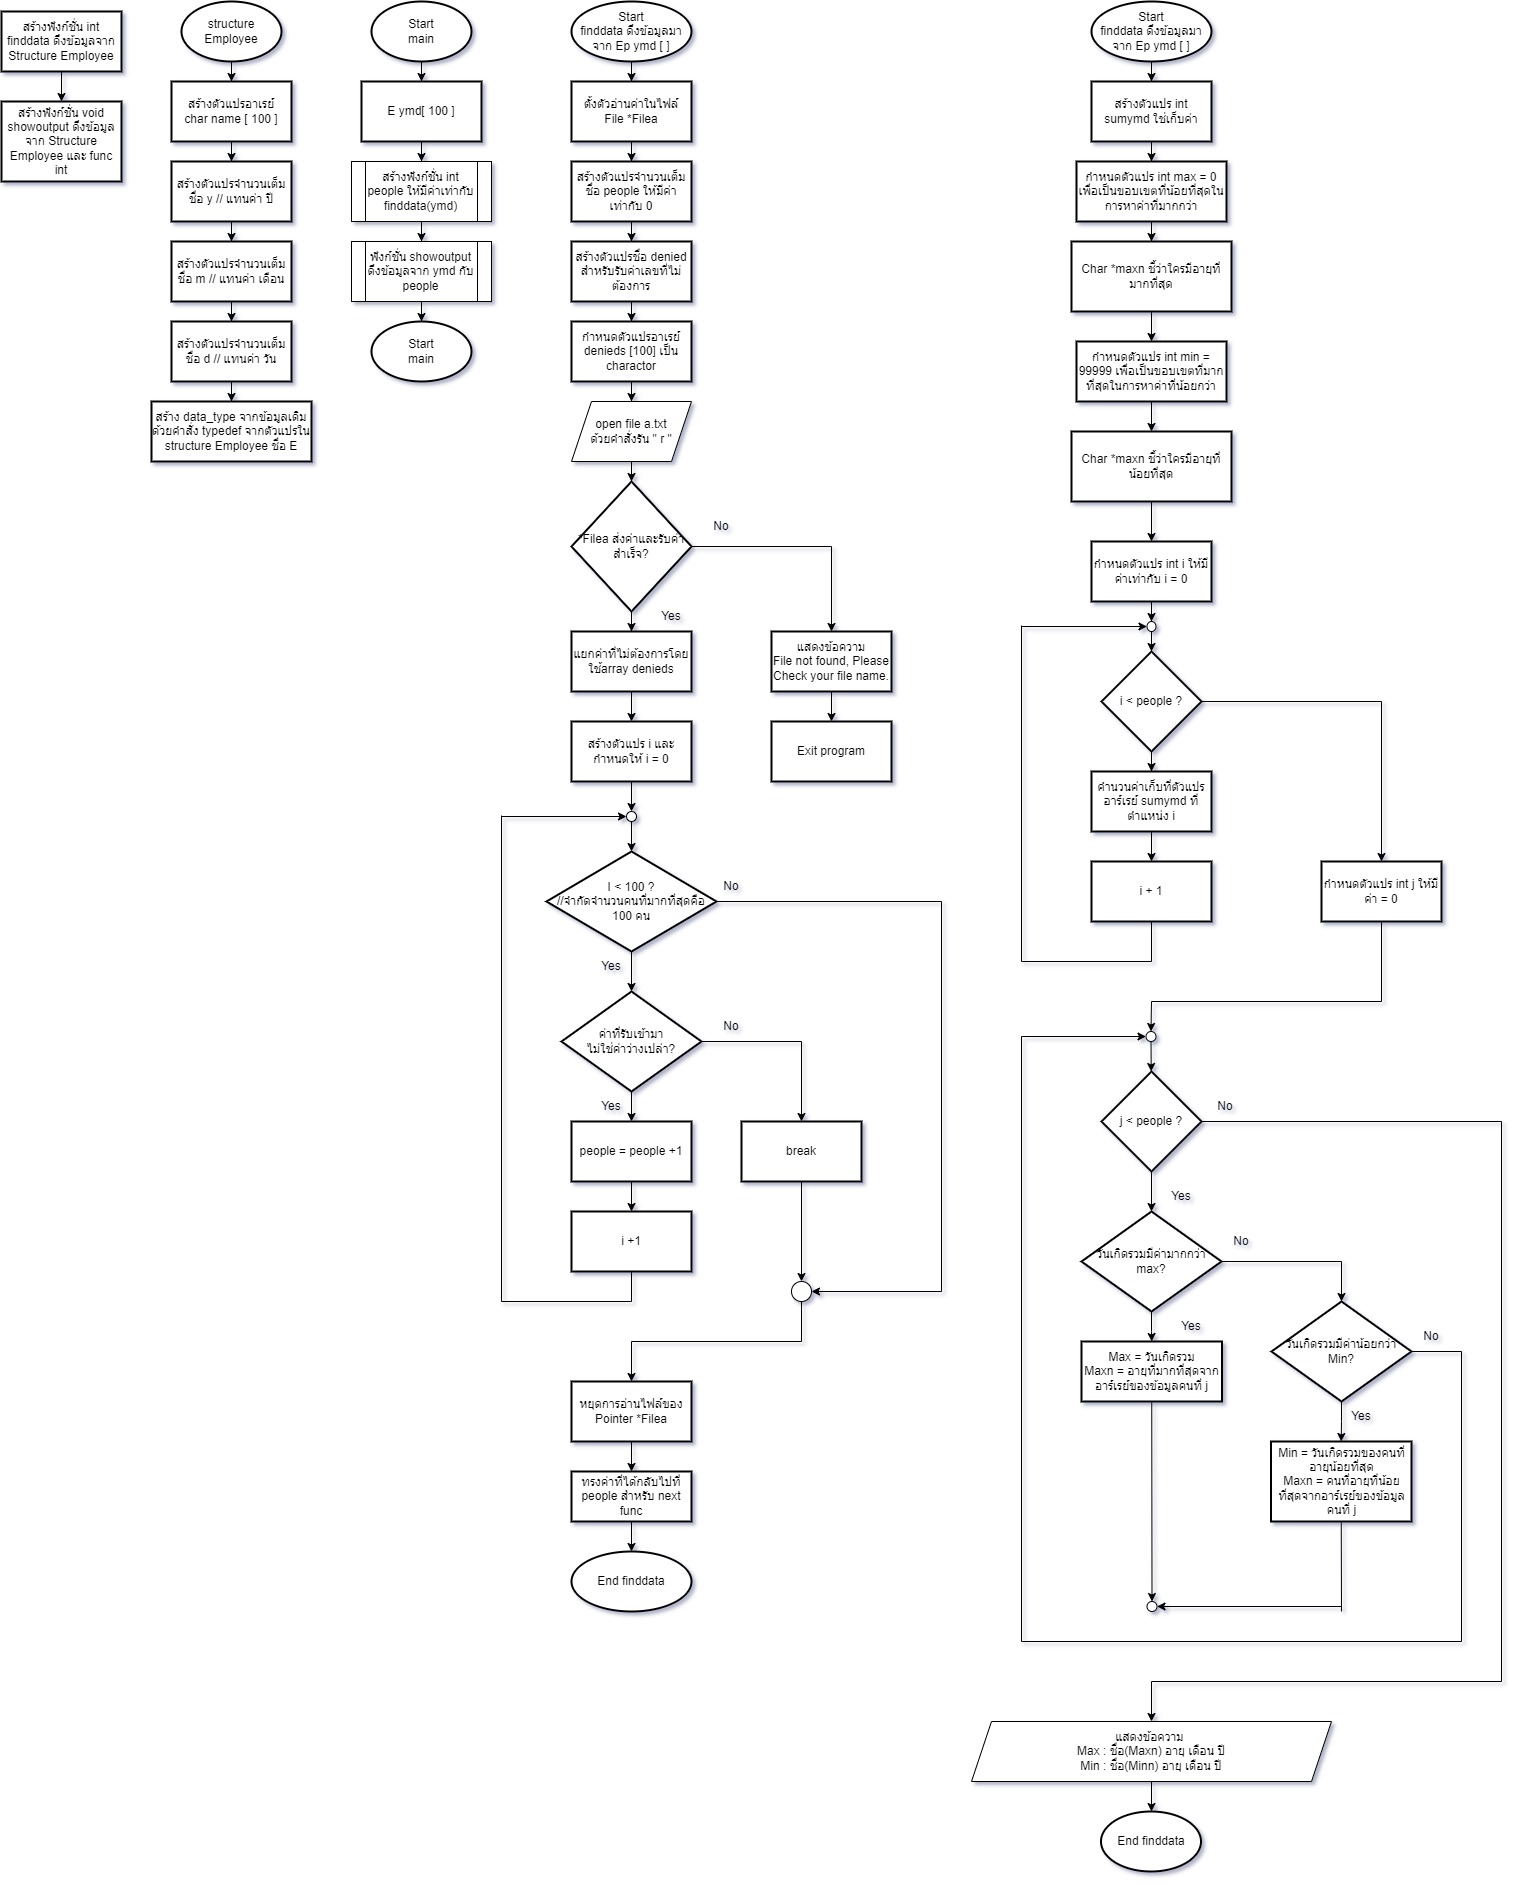 สร้างฟังก์ชั่น int
finddata ดึงข้อมูลจาก
Structure Employee
สร้างฟังก์ชั่น void
showoutput ดึงข้อมูล
จาก Structure
Employee และ func
int
structure
Employee
สร้างตัวแปรอาเรย์
char name [ 100 ]
สร้างตัวแปรจำนวนเต็ม
ชื่อ y // แทนค่า ปี
สร้างตัวแปรจำนวนเต็ม
ชื่อ m // แทนค่า เดือน
สร้างตัวแปรจำนวนเต็ม
ชื่อ d // แทนค่า วัน
สร้าง data_type จากข้อมูลเดิม
ด้วยคำสั่ง typedef จากตัวแปรใน
structure Employee ชื่อ E
Start
main
E ymd[ 100 ]
สร้างฟังก์ชั่น int
people ให้มีค่าเท่ากับ
finddata(ymd)
ฟังก์ชั่น showoutput
ดึงข้อมูลจาก ymd กับ
people
Start
main
Start
finddata ดึงข้อมูลมา
จาก Ep ymd [ ]
ตั้งตัวอ่านค่าในไฟล์
File *Filea
สร้างตัวแปรจำนวนเต็ม
ชื่อ people ให้มีค่า
เท่ากับ 0
สร้างตัวแปรชื่อ denied
สำหรับรับค่าเลขที่ไม่
ต้องการ
กำหนดตัวแปรอาเรย์
denieds [100] เป็น
charactor
open file a.txt
ด้วยคำสั่งรัน " r "
*Filea ส่งค่าและรับค่า
สำเร็จ?
No
Yes
แยกค่าที่ไม่ต้องการโดย
ใช้array denieds
แสดงข้อความ
File not found, Please
Check your file name.
สร้างตัวแปร i และ
กำหนดให้ i = 0
Exit program
I < 100 ?
//จำกัดจำนวนคนที่มากที่สุดคือ
100 คน
No
Yes
ค่าที่รับเข้ามา
ไม่ใช่ค่าว่างเปล่า?
No
Yes
people = people +1
break
i +1
หยุดการอ่านไฟล์ของ
Pointer *Filea
ทรงค่าที่ได้กลับไปที่
people สำหรับ next
func
End finddata
Start
finddata ดึงข้อมูลมา
จาก Ep ymd [ ]
สร้างตัวแปร int
sumymd ใช่เก็บค่า
กำหนดตัวแปร int max = 0
เพื่อเป็นขอบเขตที่น้อยที่สุดใน
การหาค่าที่มากกว่า
Char *maxn ชี้ว่าใครมีอายุที่
มากที่สุด
กำหนดตัวแปร int min =
99999 เพื่อเป็นขอบเขตที่มาก
ที่สุดในการหาค่าที่น้อยกว่า
Char *maxn ชี้ว่าใครมีอายุที่
น้อยที่สุด
กำหนดตัวแปร int i ให้มี
ค่าเท่ากับ i = 0
i < people ?
คำนวนค่าเก็บที่ตัวแปร
อาร์เรย์ sumymd ที่
ตำแหน่ง i
i + 1
กำหนดตัวแปร int j ให้มี
ค่า = 0
j < people ?
No
Yes
วันเกิดรวมมีค่ามากกว่า
max?
No
Yes
Max = วันเกิดรวม
Maxn = อายุที่มากที่สุดจาก
อาร์เรย์ของข้อมูลคนที่ j
วันเกิดรวมมีค่าน้อยกว่า
Min?
No
Yes
Min = วันเกิดรวมของคนที่
อายุน้อยที่สุด
Maxn = คนที่อายุที่น้อย
ที่สุดจากอาร์เรย์ของข้อมูล
คนที่ j
แสดงข้อความ
Max : ชื่อ(Maxn) อายุ เดือน ปี
Min : ชื่อ(Minn) อายุ เดือน ปี
End finddata